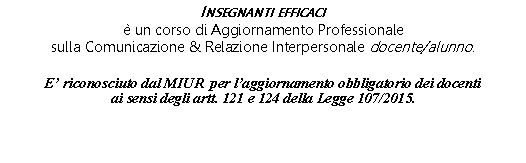 INSEGNANTI EFFICACI
è un corso di Aggiornamento Professionale
sulla Comunicazione & Relazione Interpersonale docente/alunno.
E' riconosciuto dal MIUR per l'aggiornamento obbligatorio dei docenti
ai sensi degli artt. 121 e 124 della Legge 107/2015.